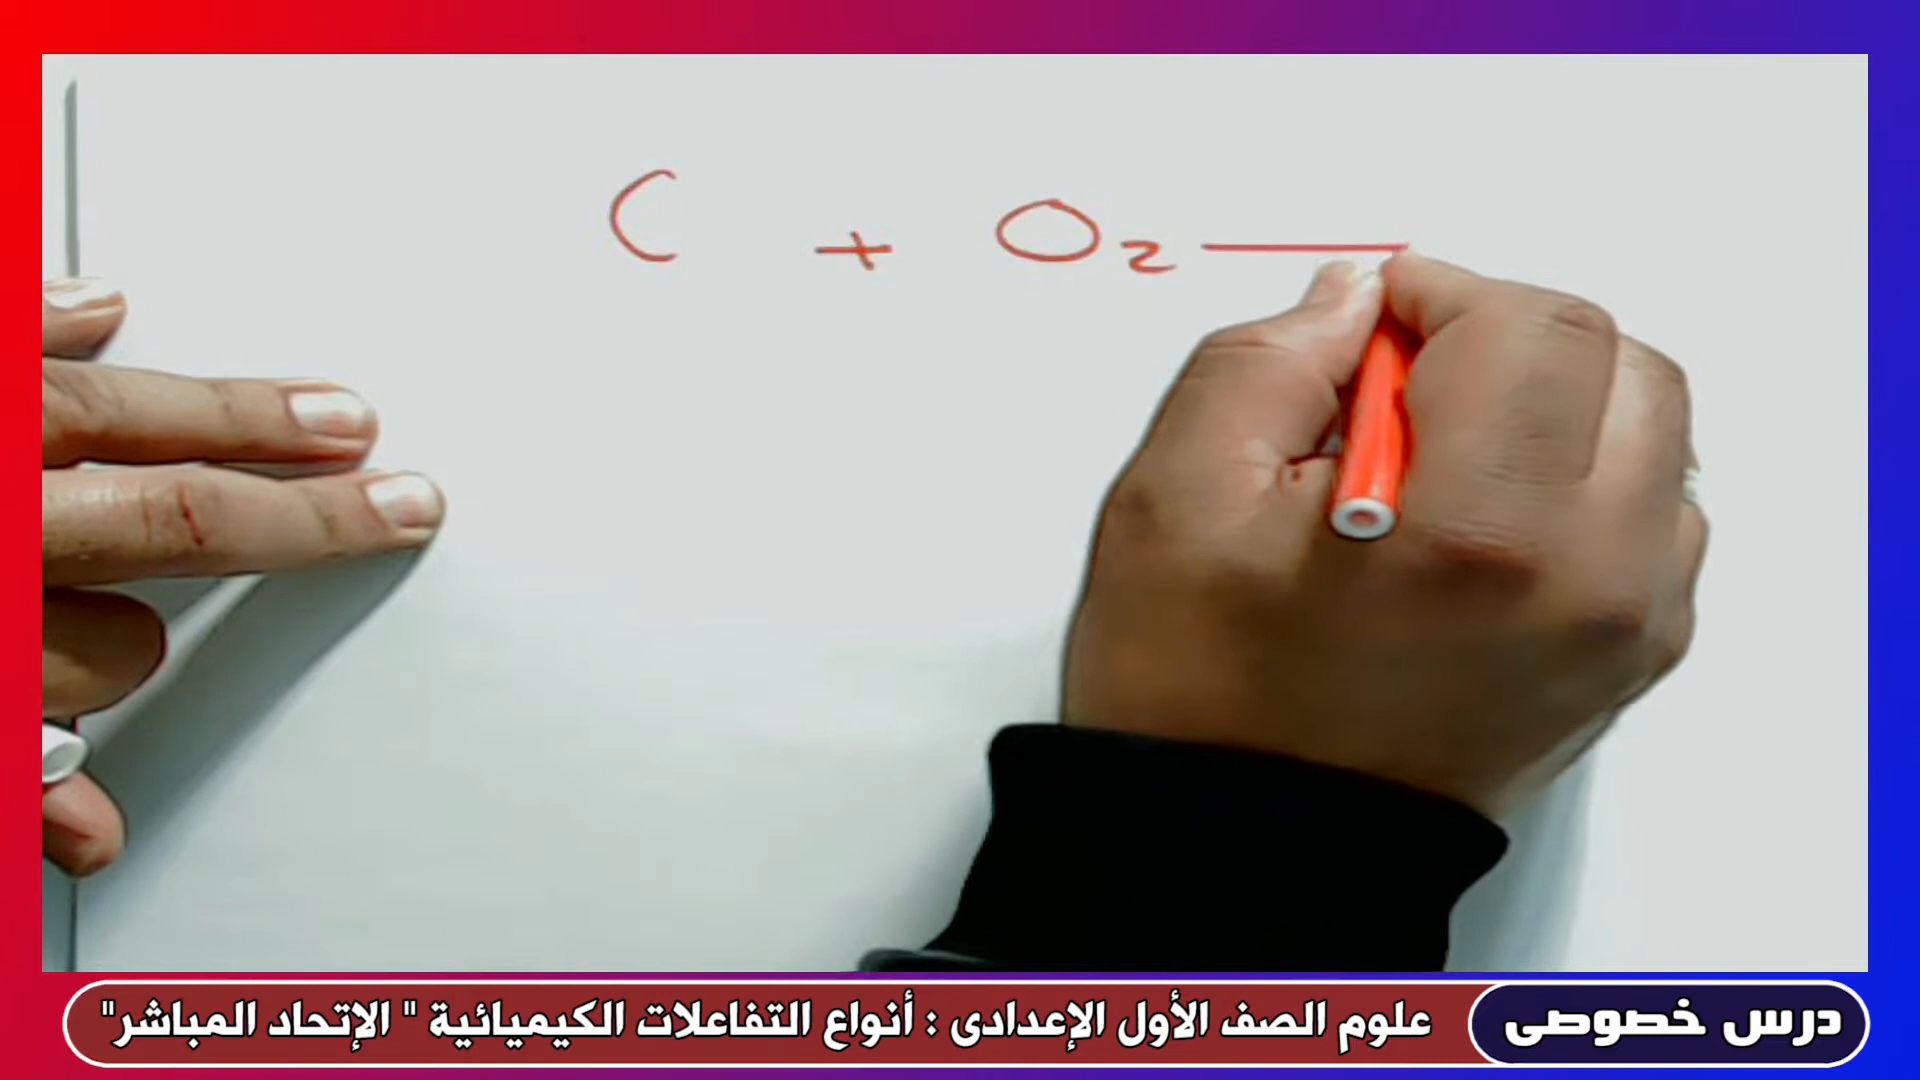 C + O₂
درس خصوصى
علوم الصف الأول الإعدادى : أنواع التفاعلات الكيميائية " الإتحاد المباشر"